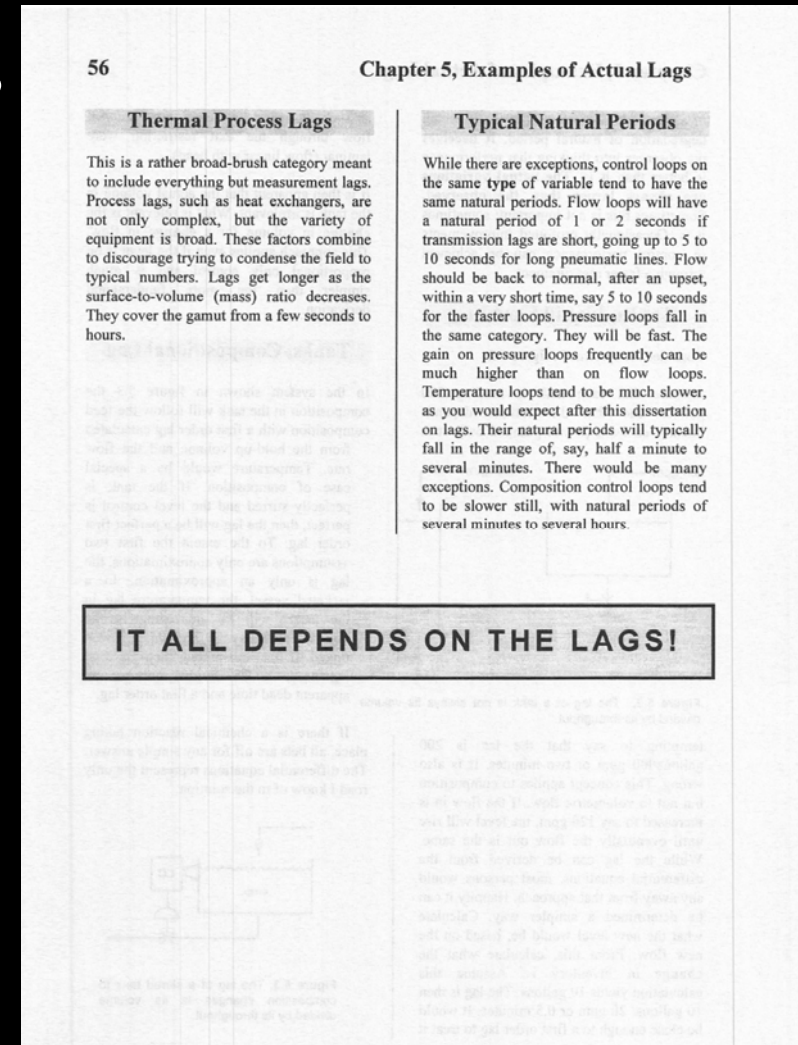 56
Chapter 5, Examples of Actual Lags
Thermal Process Lags
This is a rather broad-brush category meant
to include everything but measurement lags.
Process lags, such as heat exchangers, are
not only complex, but the variety of
equipment is broad. These factors combine
to discourage trying to condense the field to
typical numbers. Lags get longer as the
surface-to-volume (mass) ratio decreases.
They cover the gamut from a few seconds to
hours.
Typical Natural Periods
While there are exceptions, control loops on
the same type of variable tend to have the
same natural periods. Flow loops will have
a natural period of 1 or 2 seconds if
transmission lags are short, going up to 5 to
10 seconds for long pneumatic lines. Flow
should be back to normal, after an upset,
within a very short time, say 5 to 10 seconds
for the faster loops. Pressure loops fall in
the same category. They will be fast. The
gain on pressure loops frequently can be
much higher than on flow loops.
Temperature loops tend to be much slower,
as you would expect after this dissertation
on lags. Their natural periods will typically
fall in the range of, say, half a minute to
several minutes. There would be many
exceptions. Composition control loops tend
to be slower still, with natural periods of
several minutes to several hours.
IT ALL DEPENDS ON THE LAGS!